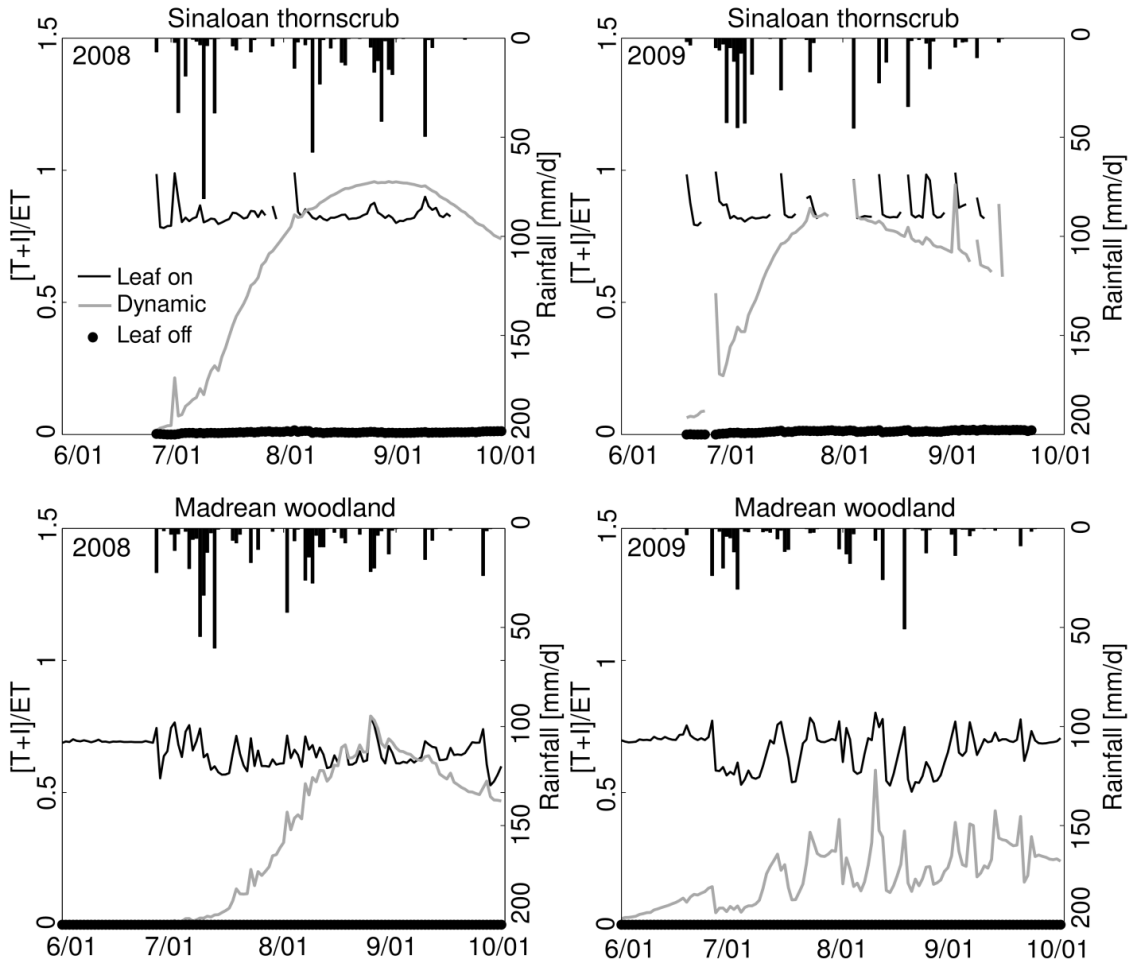 Sinaloan thornscrub
2008
[T+I]/ET
1.5
1
0.5
0
0
50
100
150
200
Rainfall [mm/d]
Leaf on
Dynamic
Leaf off
6/01 7/01 8/01 9/01 10/01
Sinaloan thornscrub
2009
[T+I]/ET
1.5
1
0.5
0
0
50
100
150
200
Rainfall [mm/d]
6/01 7/01 8/01 9/01 10/01
Madrean woodland
2008
[T+I]/ET
1.5
1
0.5
0
0
50
100
150
200
Rainfall [mm/d]
6/01 7/01 8/01 9/01 10/01
Madrean woodland
2009
[T+I]/ET
1.5
1
0.5
0
0
50
100
150
200
Rainfall [mm/d]
6/01 7/01 8/01 9/01 10/01